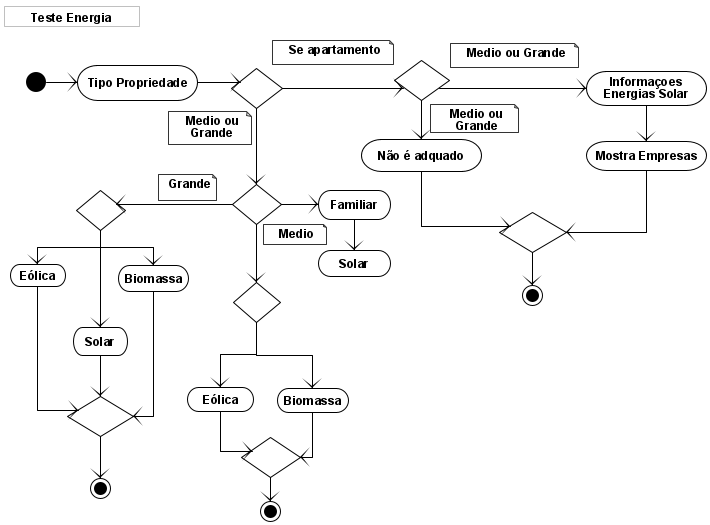 Teste Energia
Se apartamento
Medio ou Grande
Tipo Propriedade
Informaçoes
Energias Solar
Medio ou
Grande
Medio ou
Grande
Não é adquado
Mostra Empresas
Grande
Familiar
Medio
Solar
Eólica
Biomassa
Solar
Eólica
Biomassa